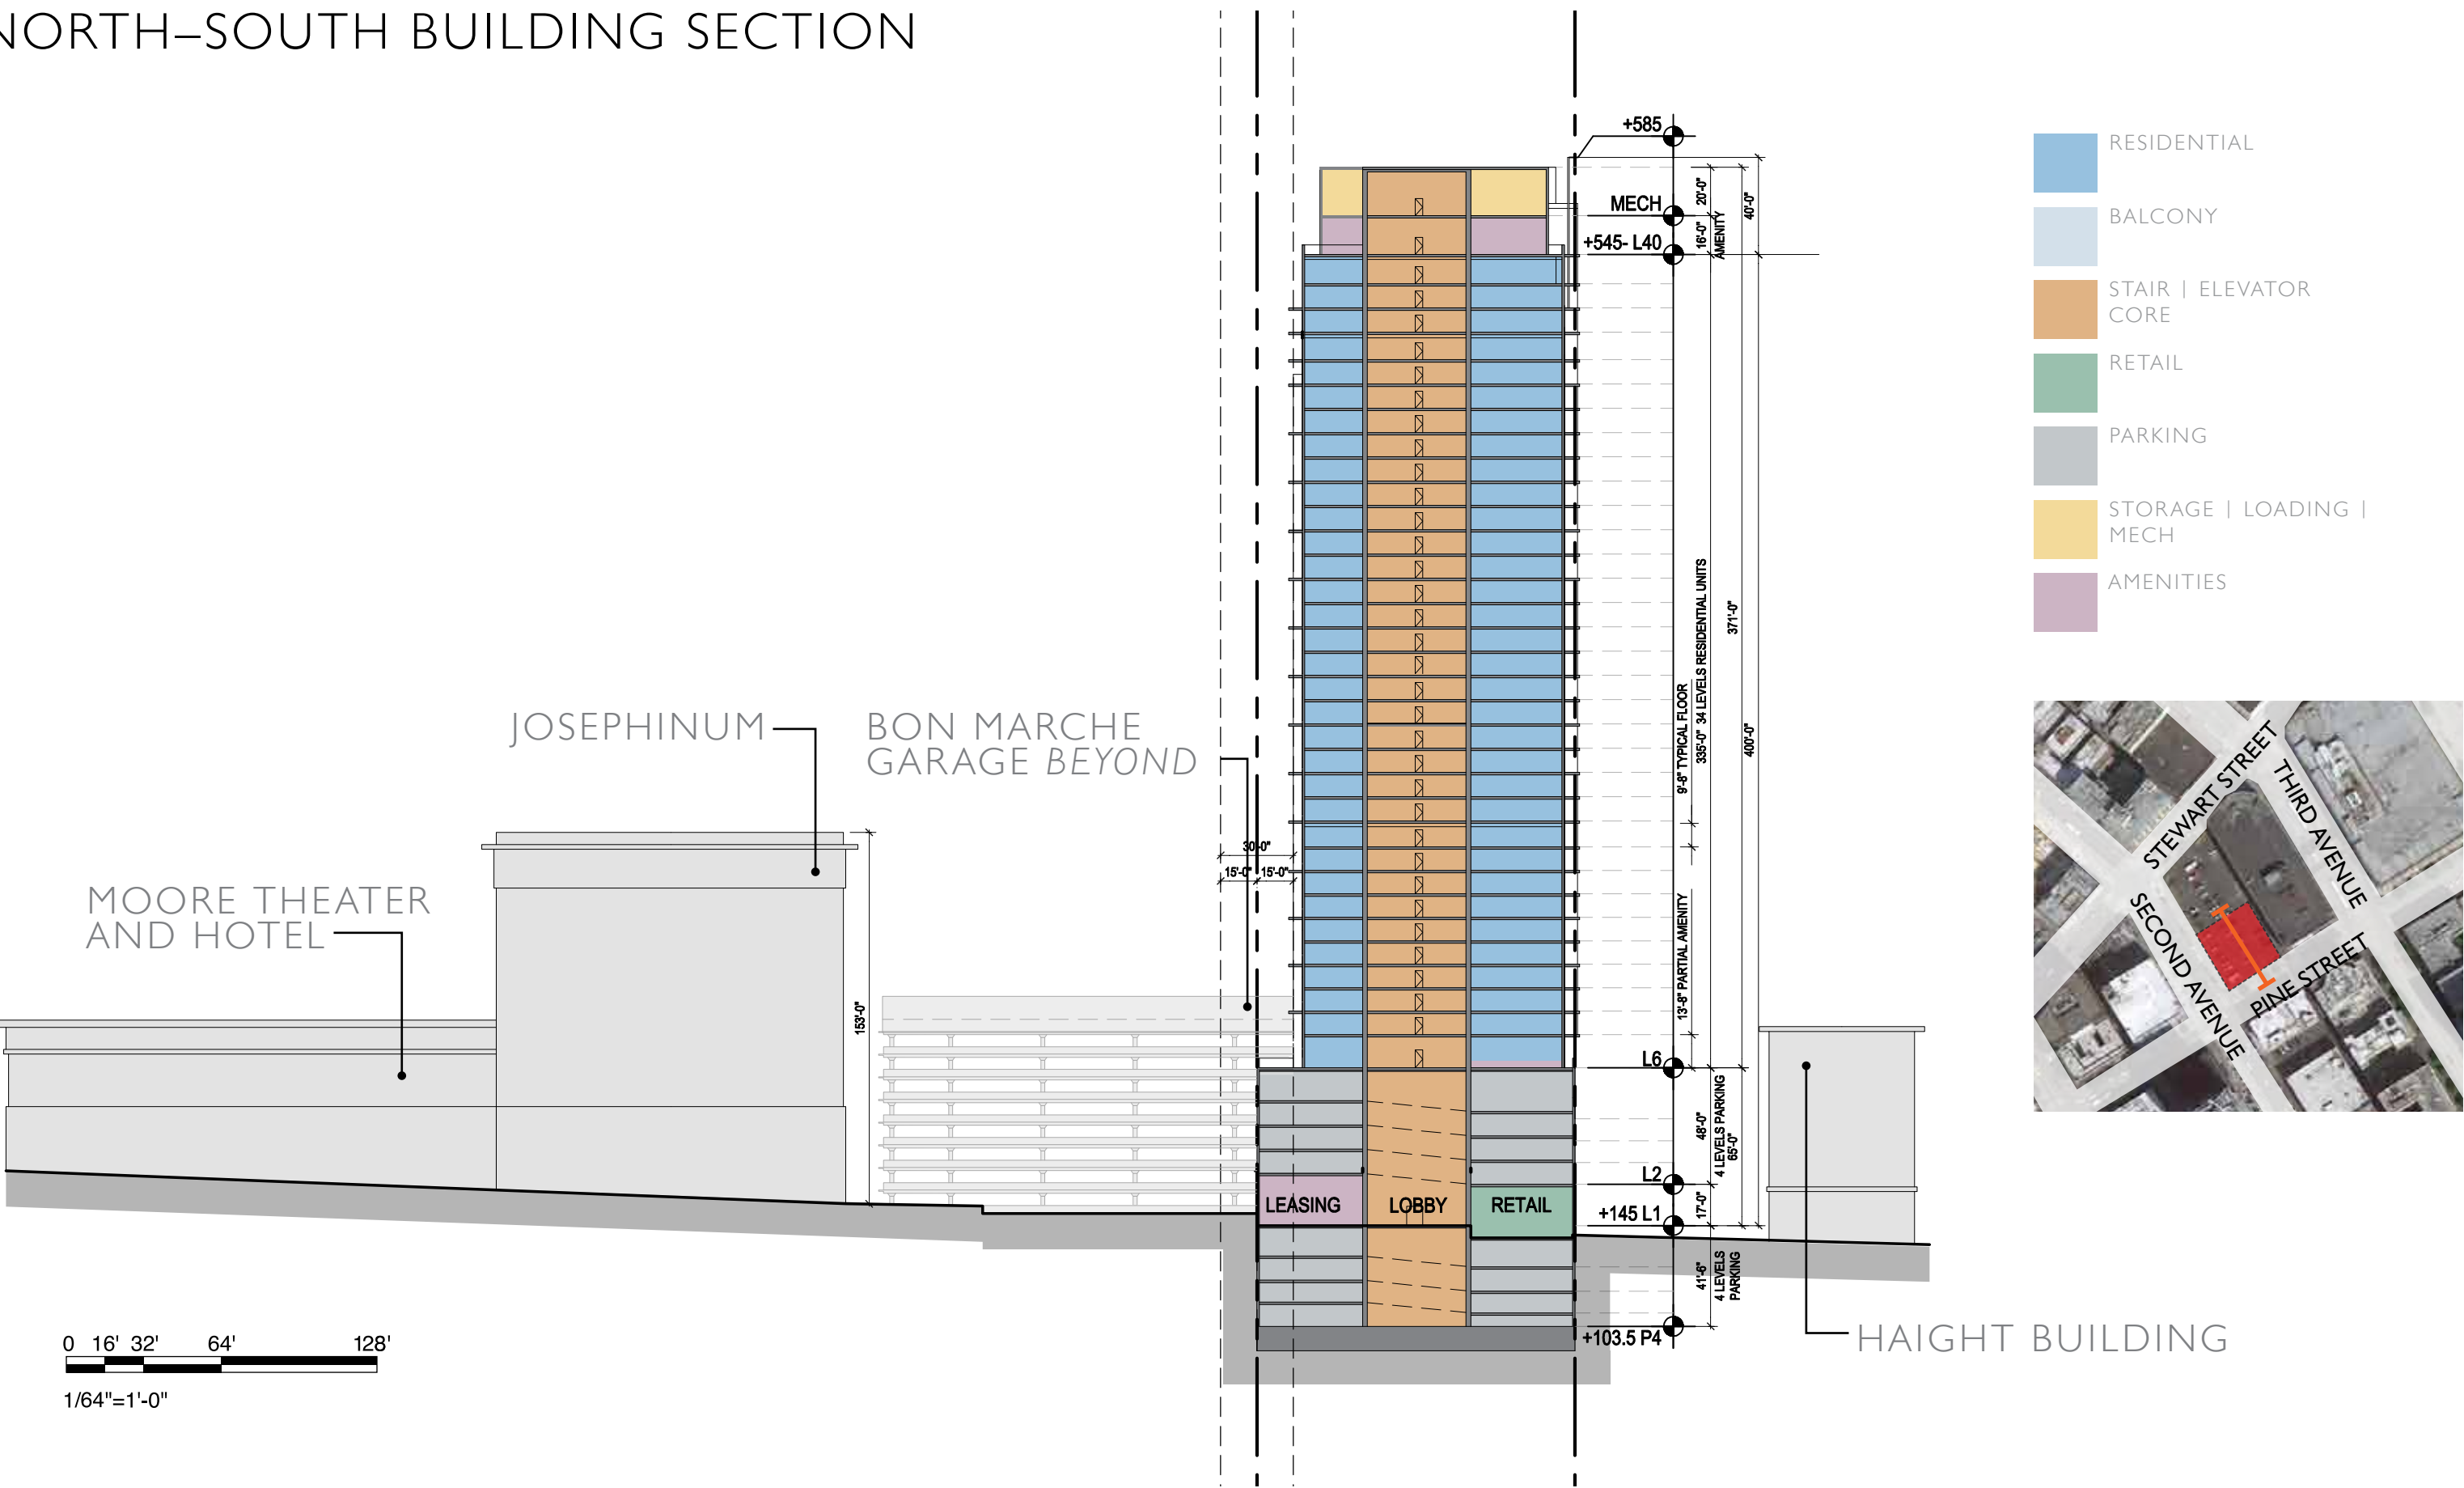 NORTH–SOUTH BUILDING SECTION
+585
MECH
+545- L40
20'-0"
16'-0"
AMENITY
40'-0"
RESIDENTIAL
BALCONY
STAIR | ELEVATOR
CORE
RETAIL
PARKING
STORAGE | LOADING |
MECH
AMENITIES
9'-8" TYPICAL FLOOR
335'-0" 34 LEVELS RESIDENTIAL UNITS
371'-0"
400'-0"
13'-8" PARTIAL AMENITY
JOSEPHINUM
BON MARCHE
GARAGE BEYOND
MOORE THEATER
AND HOTEL
153'-0"
30'-0"
15'-0"
15'-0"
L6
48'-0"
4 LEVELS PARKING
65'-0"
L2
17'-0"
+145 L1
LEASING
LOBBY
RETAIL
41'-6"
4 LEVELS
PARKING
+103.5 P4
HAIGHT BUILDING
STEWART STREET
THIRD AVENUE
SECOND AVENUE
PINE STREET
0 16' 32' 64' 128'
1/64"=1'-0"